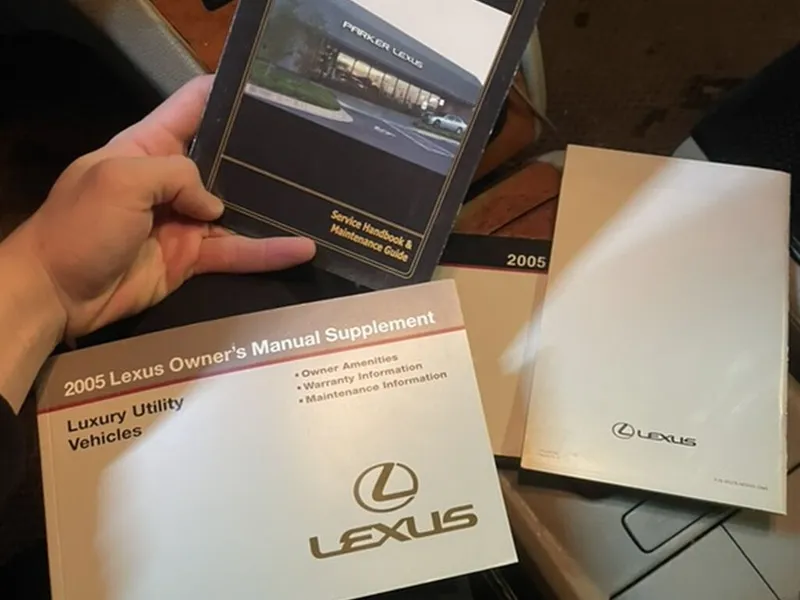 PARKER LEXUS
Service Handbook &
Maintenance Guide
2005
2005 Lexus Owner's Manual Supplement
Luxury Utility
Vehicles
• Owner Amenities
• Warranty Information
• Maintenance Information
LEXUS
LEXUS